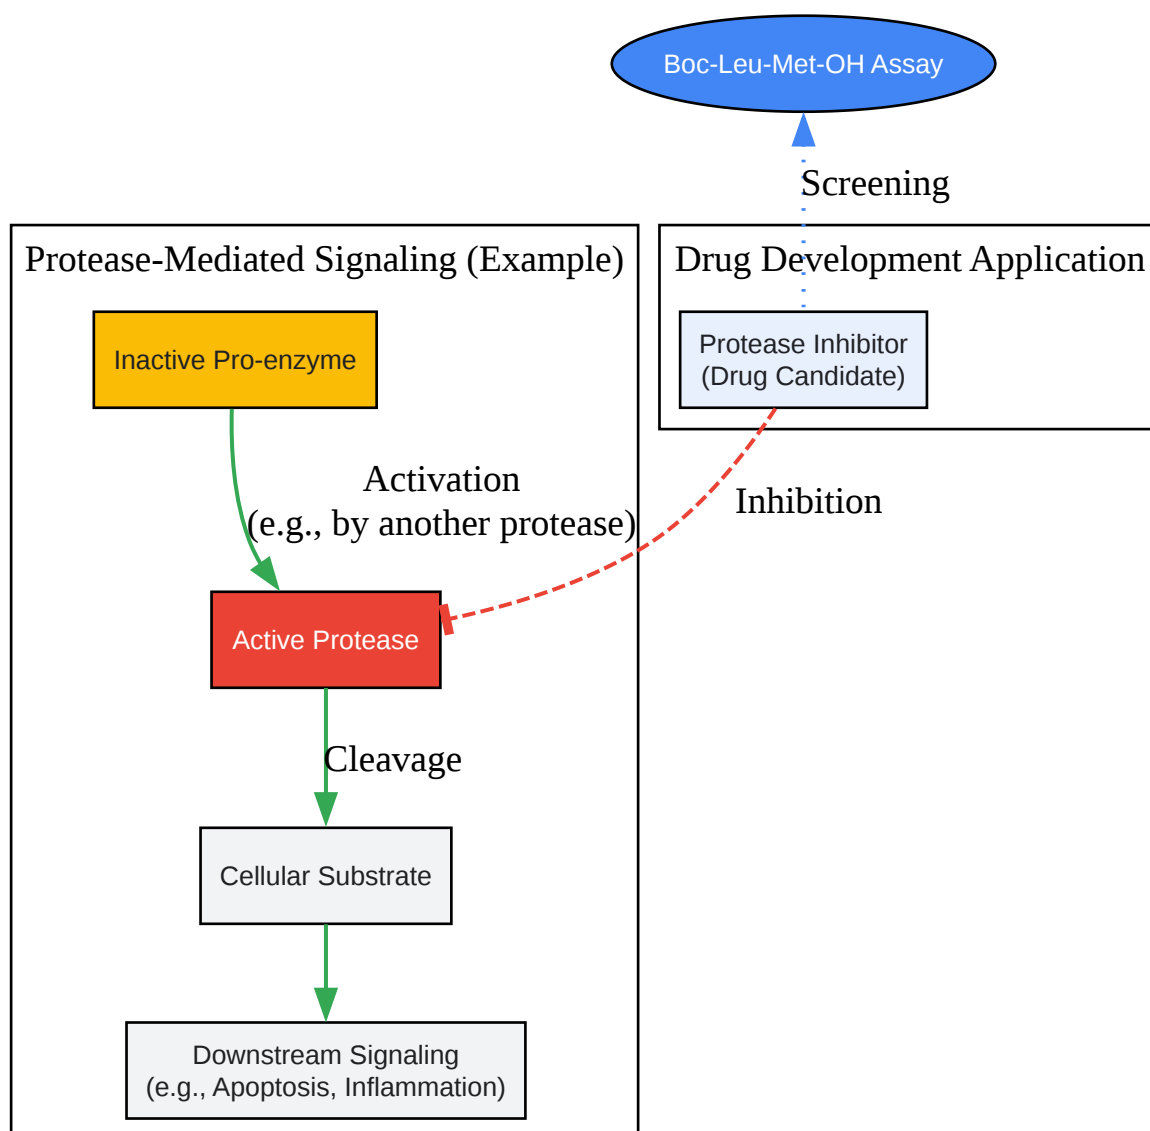 Boc-Leu-Met-OH Assay
Screening
Protease-Mediated Signaling (Example)
Drug Development Application
Inactive Pro-enzyme
Protease Inhibitor
(Drug Candidate)
Activation
(e.g., by another protease)
Inhibition
Active Protease
Cleavage
Cellular Substrate
Downstream Signaling
(e.g., Apoptosis, Inflammation)